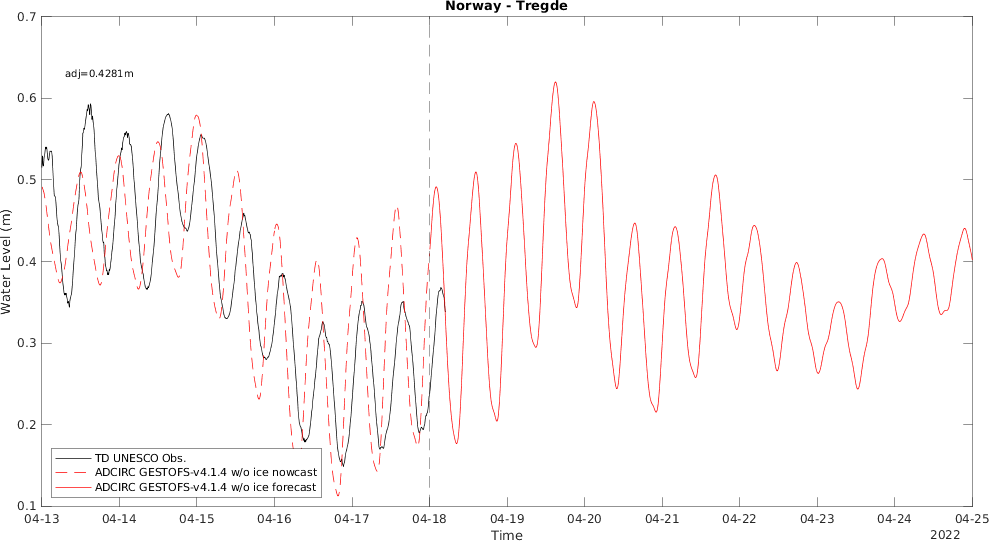 Norway - Tregde
adj=0.4281m
Water Level (m)
0.7
0.6
0.5
0.4
0.3
0.2
0.1
TD UNESCO Obs.
ADCIRC GESTOFS-v4.1.4 w/o ice nowcast
ADCIRC GESTOFS-v4.1.4 w/o ice forecast
04-13 04-14 04-15 04-16 04-17 04-18 04-19 04-20 04-21 04-22 04-23 04-24 04-25
Time
2022